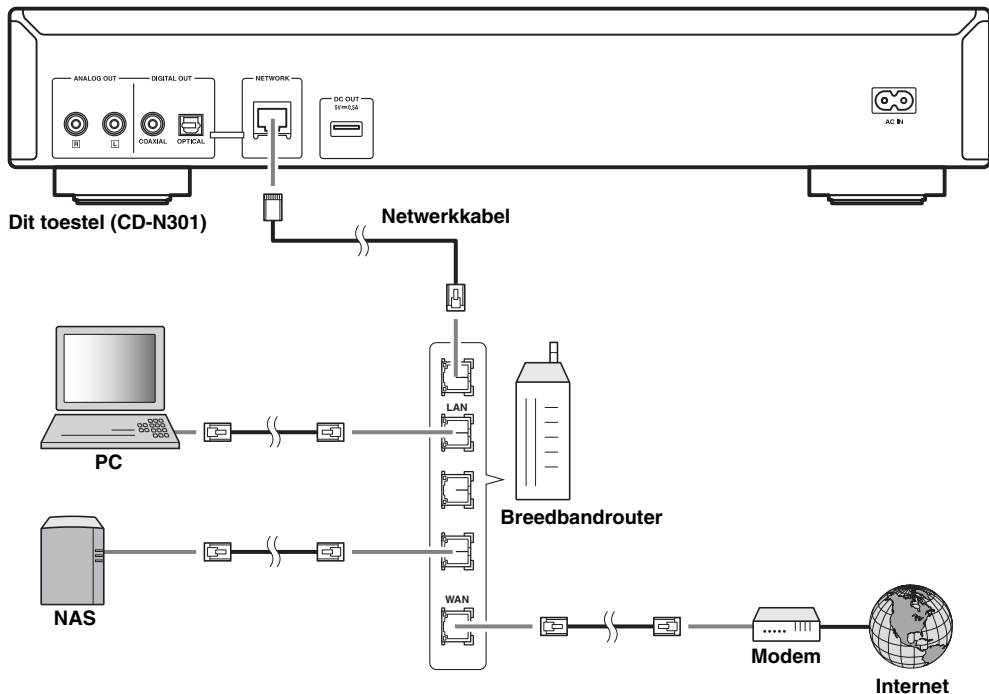 ANALOG OUT
DIGITAL OUT
NETWORK
DC OUT
5V⎓0,5A
R
L
COAXIAL
OPTICAL
AC IN
Dit toestel (CD-N301)
Netwerkkabel
LAN
PC
Breedbandrouter
NAS
WAN
Modem
Internet